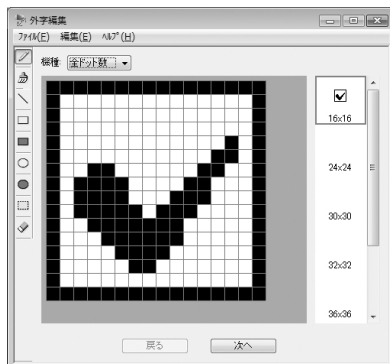 外字編集
ファイル(F) 編集(E) ヘルプ(H)
機種: 全ドット数
16x16
24x24
30x30
32x32
36x36
戻る 次へ